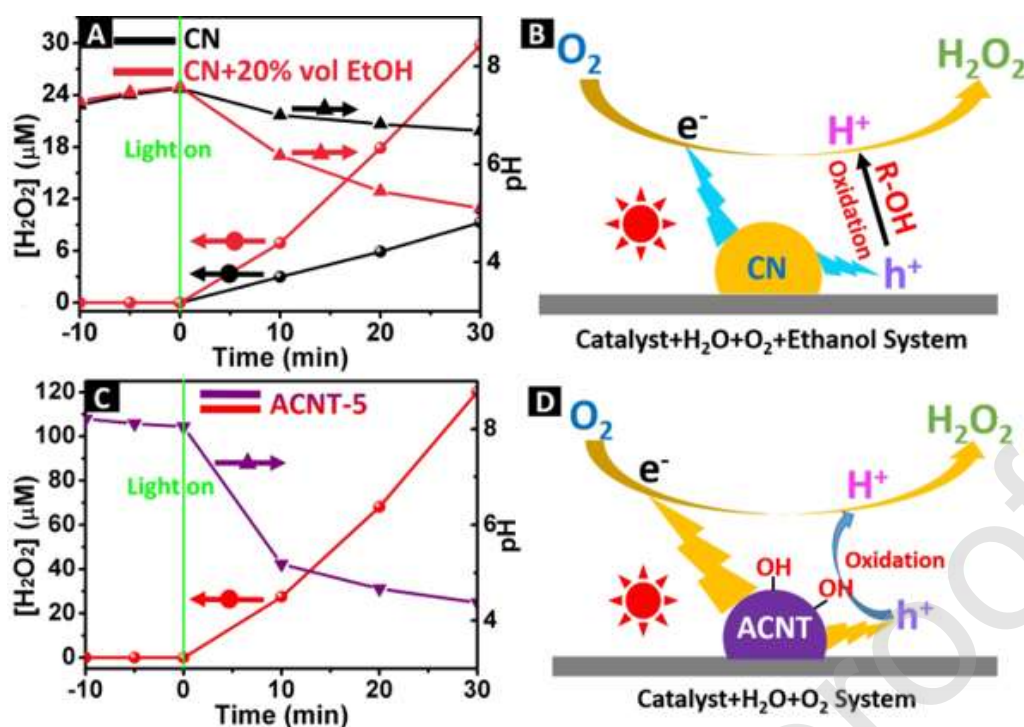 A
CN
CN+20% vol EtOH
Light on
[H₂O₂] (μM)
30
24
18
12
6
0
8
6
4
pH
-10 0 10 20 30
Time (min)
B
O₂
H₂O₂
e⁻
H⁺
R-OH
Oxidation
CN
h⁺
Catalyst+H₂O+O₂+Ethanol System
C
ACNT-5
Light on
[H₂O₂] (μM)
120
100
80
60
40
20
0
8
6
4
pH
-10 0 10 20 30
Time (min)
D
O₂
H₂O₂
e⁻
H⁺
OH
OH
Oxidation
ACNT
h⁺
Catalyst+H₂O+O₂ System
proof